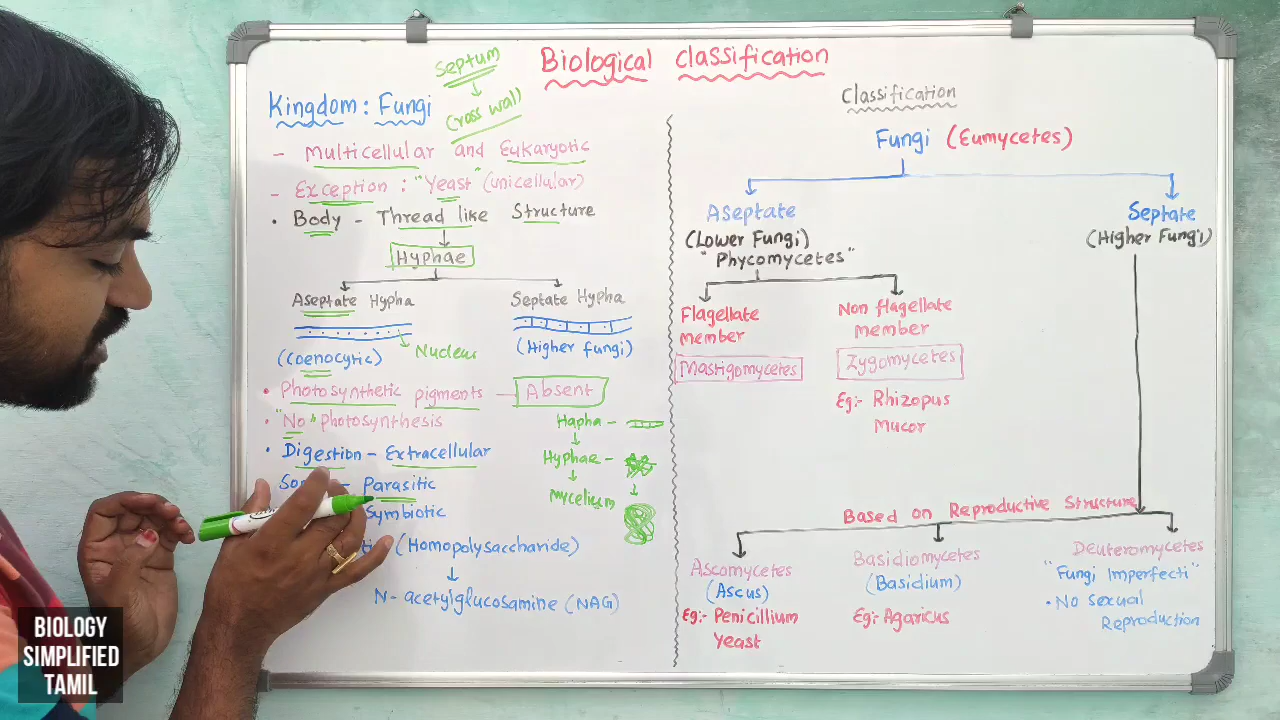 Biological classification
Septum
Cross wall
Kingdom: Fungi
- Multicellular and Eukaryotic
- Exception: "Yeast" (unicellular)
• Body - Thread like Structure
Hyphae
Aseptate Hypha
Septate Hypha
(Coenocytic)
Nucleus
(Higher fungi)
• Photosynthetic pigments - Absent
• "No" Photosynthesis
• Digestion - Extracellular
Parasitic
Symbiotic
(Homopolysaccharide)
N-acetylglucosamine (NAG)
Hapha -
Hyphae -
Mycelium
Classification
Fungi (Eumycetes)
Aseptate
(Lower Fungi)
"Phycomycetes"
Septate
(Higher Fungi)
Flagellate
member
Mastigomycetes
Non flagellate
member
Zygomycetes
Eg:- Rhizopus
Mucor
Based on Reproductive Structure
Ascomycetes
(Ascus)
Eg:- Penicillium
Yeast
Basidiomycetes
(Basidium)
Eg:- Agaricus
Deuteromycetes
"Fungi Imperfecti"
• No sexual
Reproduction
BIOLOGY
SIMPLIFIED
TAMIL